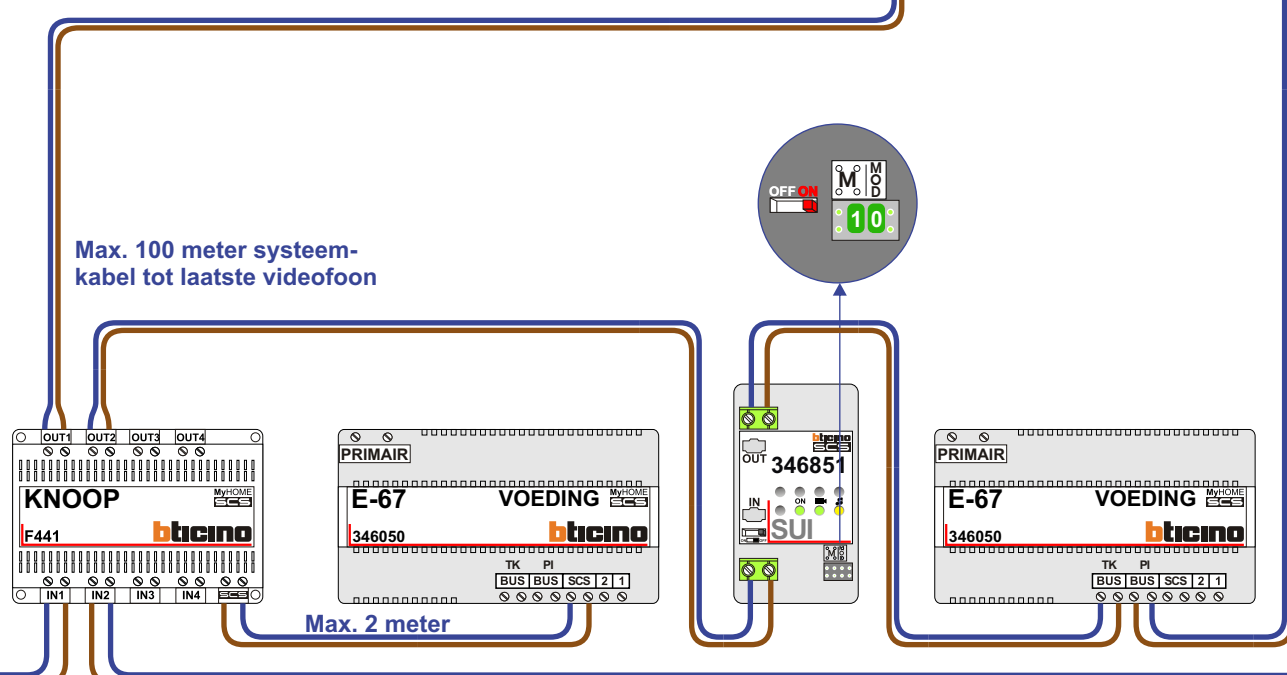 M
MOD
OFF ON
10
Max. 100 meter systeem-
kabel tot laatste videofoon
OUT1 OUT2 OUT3 OUT4
KNOOP
MyHOME
SCS
F441
bticino
IN1 IN2 IN3 IN4 SCS
PRIMAIR
E-67 VOEDING
MyHOME
SCS
346050
bticino
TK PI
BUS BUS SCS 2 1
Max. 2 meter
bticino
SCS
OUT
346851
IN
ON
SUI
ON OFF
M
PRIMAIR
E-67 VOEDING
MyHOME
SCS
346050
bticino
TK PI
BUS BUS SCS 2 1